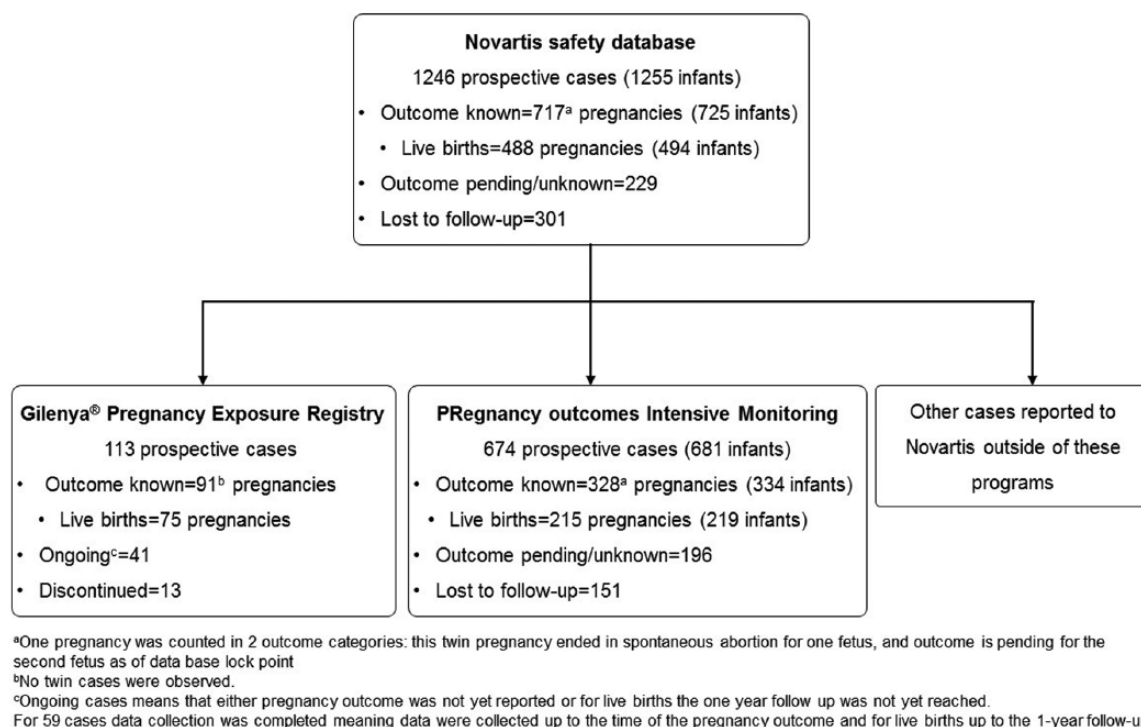 Novartis safety database
1246 prospective cases (1255 infants)
• Outcome known=717ᵃ pregnancies (725 infants)
• Live births=488 pregnancies (494 infants)
• Outcome pending/unknown=229
• Lost to follow-up=301
Gilenya® Pregnancy Exposure Registry
113 prospective cases
• Outcome known=91ᵇ pregnancies
• Live births=75 pregnancies
• Ongoingᶜ=41
• Discontinued=13
PRegnancy outcomes Intensive Monitoring
674 prospective cases (681 infants)
• Outcome known=328ᵃ pregnancies (334 infants)
• Live births=215 pregnancies (219 infants)
• Outcome pending/unknown=196
• Lost to follow-up=151
Other cases reported to
Novartis outside of these
programs
ᵃOne pregnancy was counted in 2 outcome categories: this twin pregnancy ended in spontaneous abortion for one fetus, and outcome is pending for the
second fetus as of data base lock point
ᵇNo twin cases were observed.
ᶜOngoing cases means that either pregnancy outcome was not yet reported or for live births the one year follow up was not yet reached.
For 59 cases data collection was completed meaning data were collected up to the time of the pregnancy outcome and for live births up to the 1-year follow-u